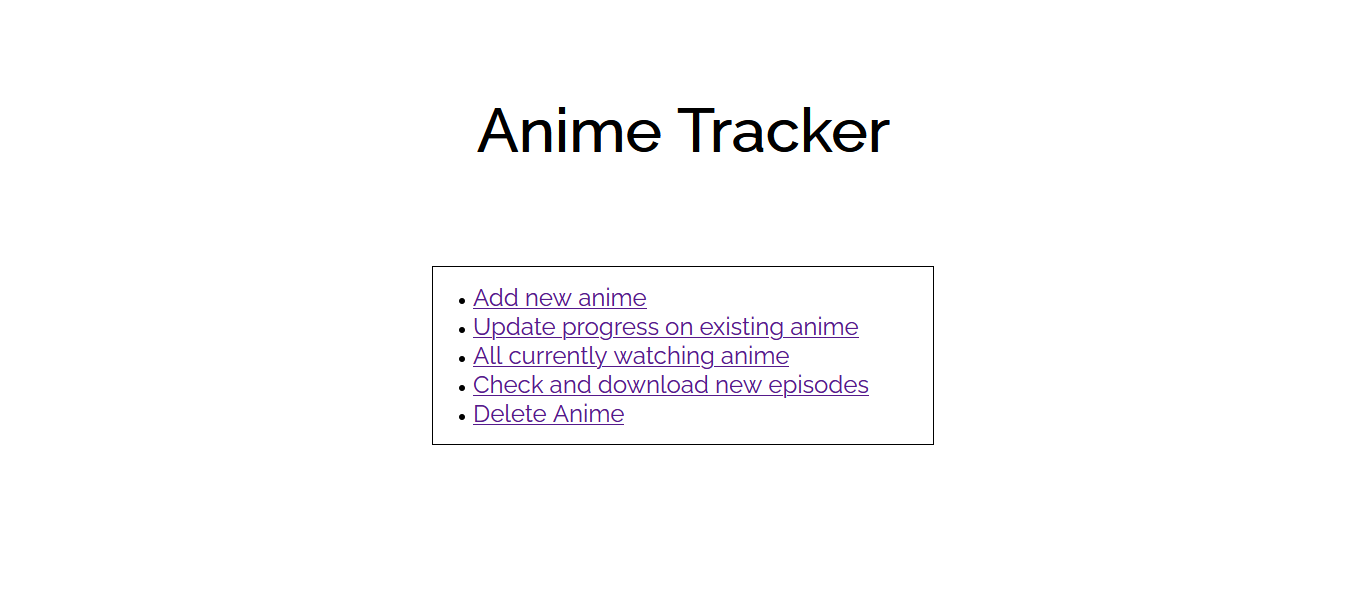 Anime Tracker
Add new anime
Update progress on existing anime
All currently watching anime
Check and download new episodes
Delete Anime